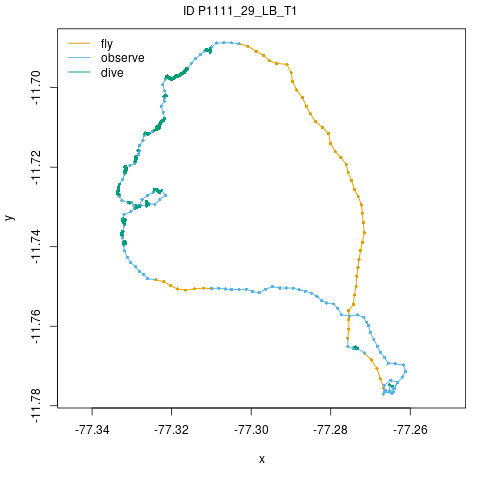 ID P1111_29_LB_T1
fly
observe
dive
-11.70
-11.72
-11.74
-11.76
-11.78
y
-77.34 -77.32 -77.30 -77.28 -77.26
x